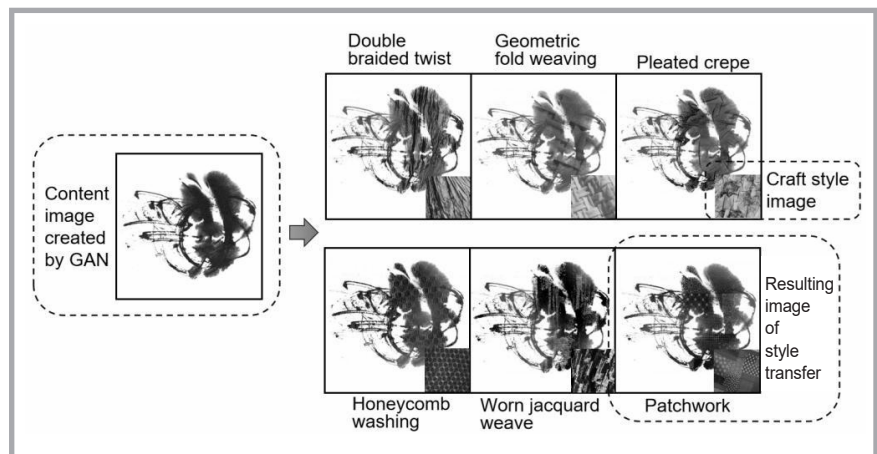 Double
braided twist
Geometric
fold weaving
Pleated crepe
Content
image
created
by GAN
Craft style
image
Resulting
image
of
style
transfer
Honeycomb
washing
Worn jacquard
weave
Patchwork